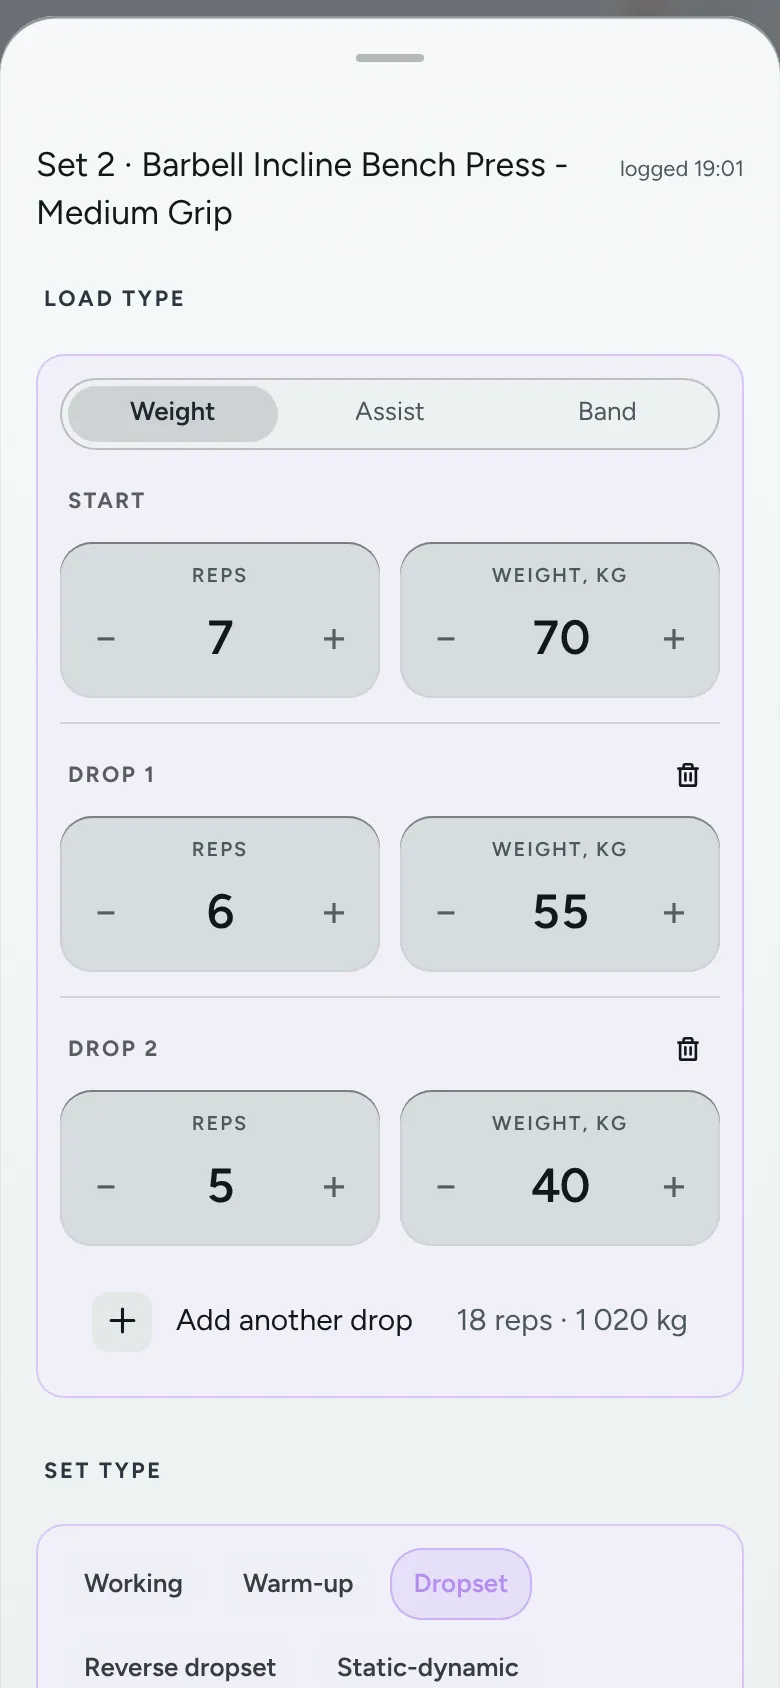 Set 2 · Barbell Incline Bench Press -
Medium Grip
logged 19:01
LOAD TYPE
Weight Assist Band
START
REPS WEIGHT, KG
− 7 + − 70 +
DROP 1
REPS WEIGHT, KG
− 6 + − 55 +
DROP 2
REPS WEIGHT, KG
− 5 + − 40 +
+ Add another drop 18 reps · 1 020 kg
SET TYPE
Working Warm-up Dropset
Reverse dropset Static-dynamic